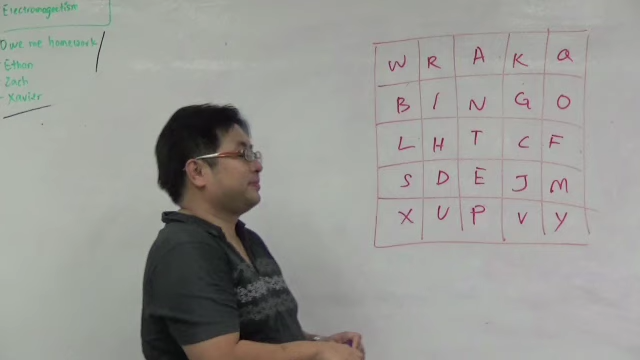 Electromagnetism
Owe me homework
Ethan
Zach
- Xavier
W R A K Q
B I N G O
L H T C F
S D E J M
X U P V Y